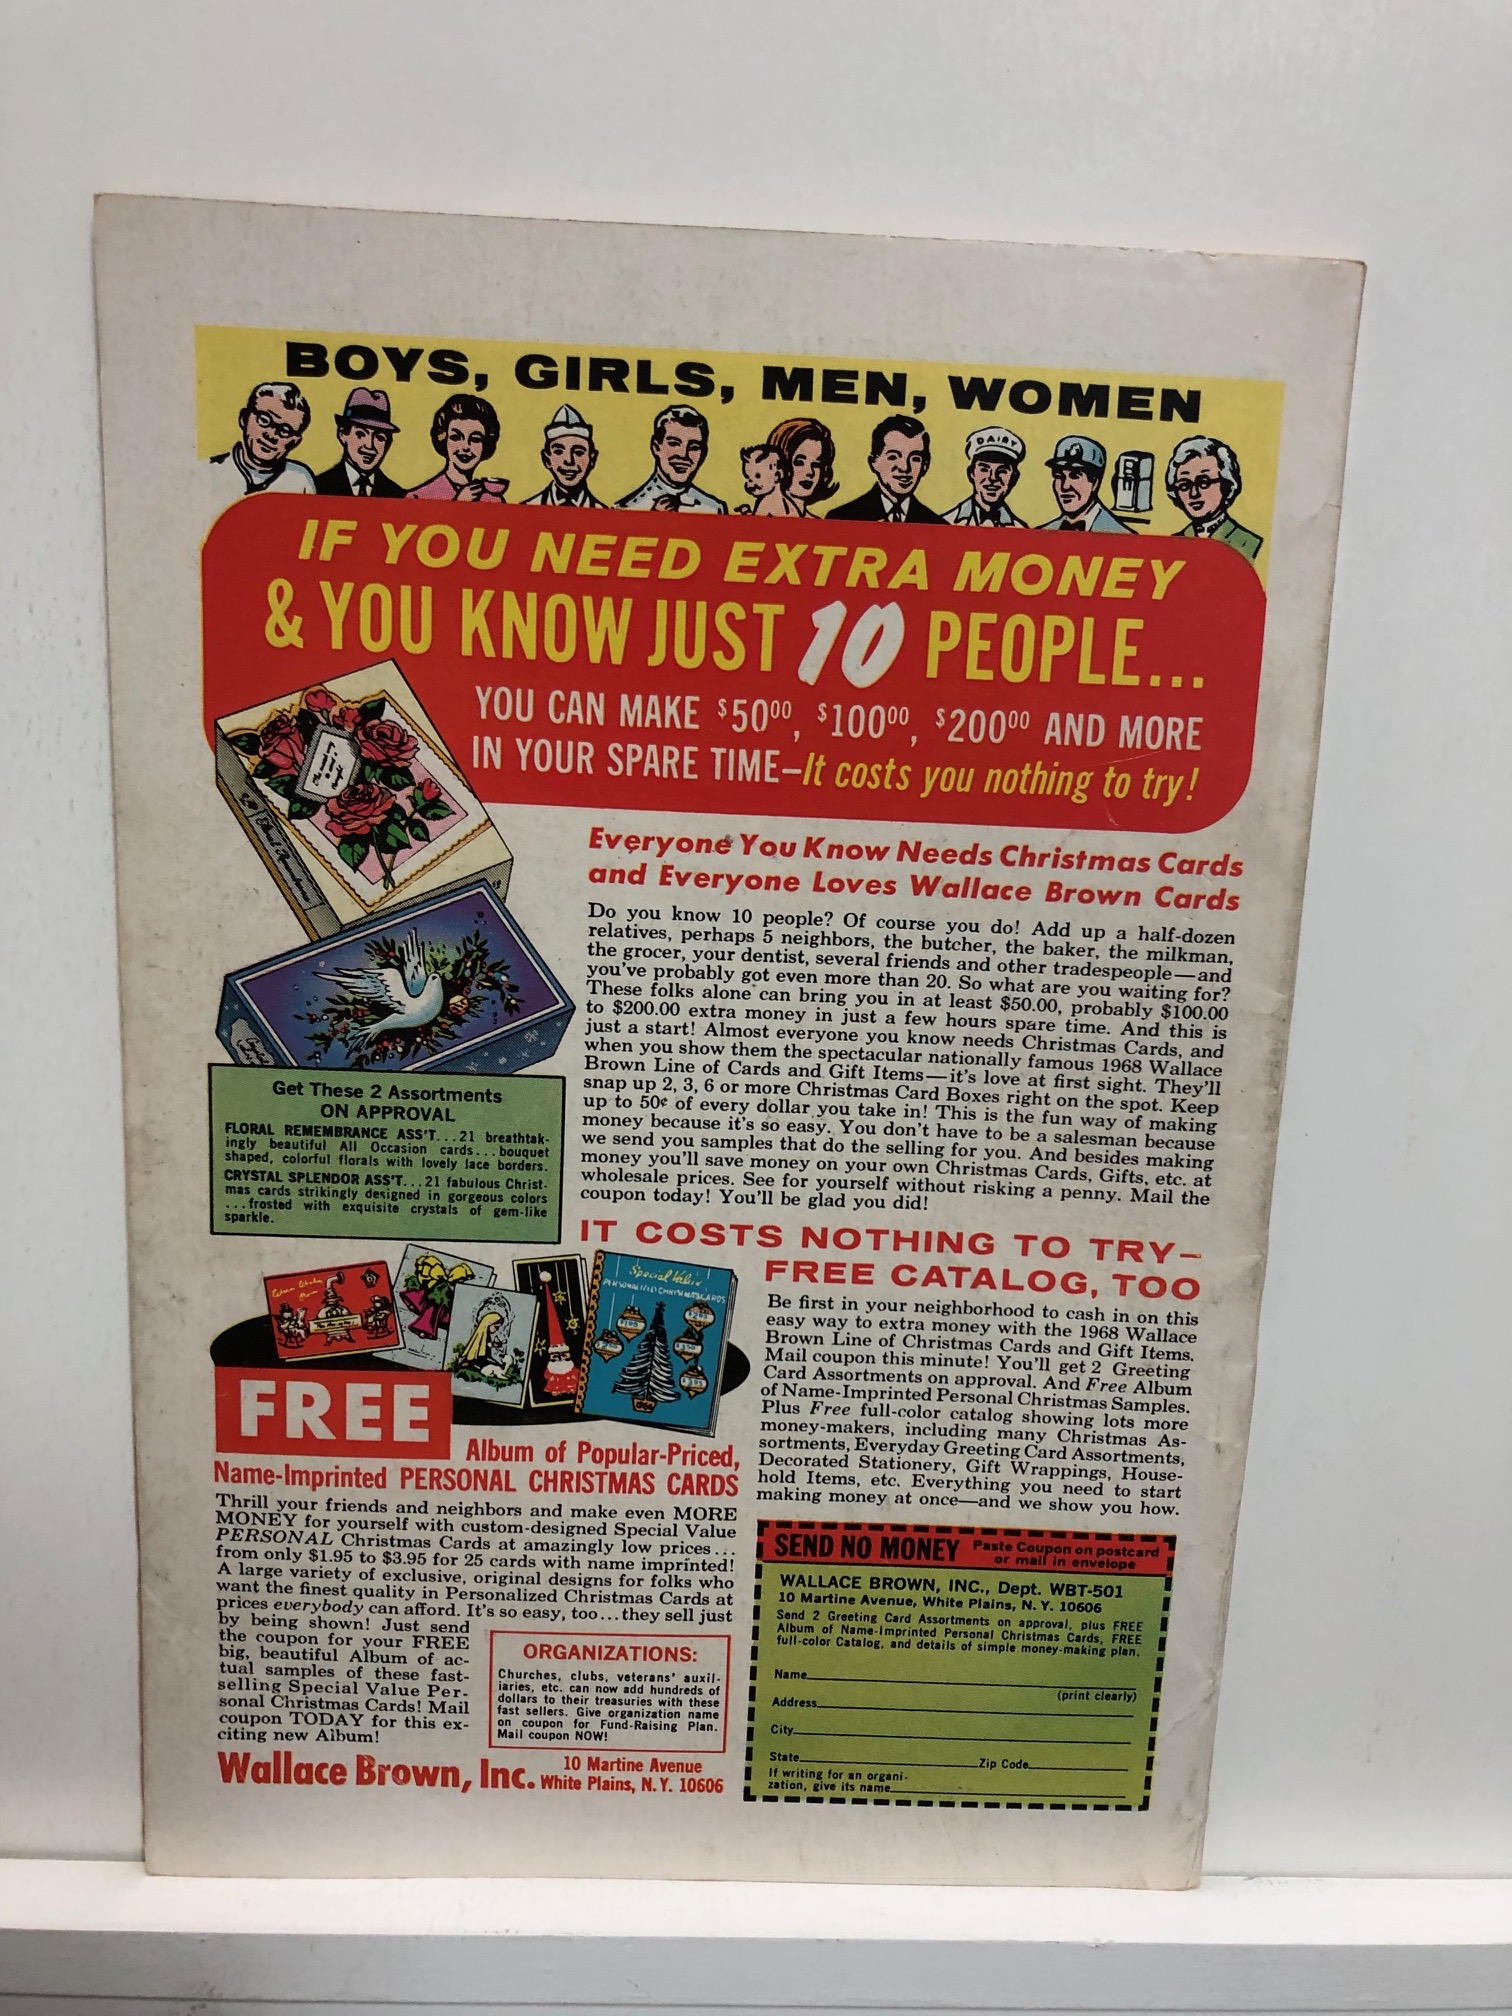 BOYS, GIRLS, MEN, WOMEN
DAIRY
IF YOU NEED EXTRA MONEY
& YOU KNOW JUST 10 PEOPLE...
YOU CAN MAKE $50⁰⁰, $100⁰⁰, $200⁰⁰ AND MORE
IN YOUR SPARE TIME—It costs you nothing to try!
Everyone You Know Needs Christmas Cards
and Everyone Loves Wallace Brown Cards
Do you know 10 people? Of course you do! Add up a half-dozen
relatives, perhaps 5 neighbors, the butcher, the baker, the milkman,
the grocer, your dentist, several friends and other tradespeople—and
you've probably got even more than 20. So what are you waiting for?
These folks alone can bring you in at least $50.00, probably $100.00
to $200.00 extra money in just a few hours spare time. And this is
just a start! Almost everyone you know needs Christmas Cards, and
when you show them the spectacular nationally famous 1968 Wallace
Brown Line of Cards and Gift Items—it's love at first sight. They'll
snap up 2, 3, 6 or more Christmas Card Boxes right on the spot. Keep
up to 50¢ of every dollar you take in! This is the fun way of making
money because it's so easy. You don't have to be a salesman because
we send you samples that do the selling for you. And besides making
money you'll save money on your own Christmas Cards, Gifts, etc. at
wholesale prices. See for yourself without risking a penny. Mail the
coupon today! You'll be glad you did!
Get These 2 Assortments
ON APPROVAL
FLORAL REMEMBRANCE ASS'T...21 breathtak-
ingly beautiful All Occasion cards...bouquet
shaped, colorful florals with lovely lace borders.
CRYSTAL SPLENDOR ASS'T...21 fabulous Christ-
mas cards strikingly designed in gorgeous colors
...frosted with exquisite crystals of gem-like
sparkle.
IT COSTS NOTHING TO TRY—
FREE CATALOG, TOO
Be first in your neighborhood to cash in on this
easy way to extra money with the 1968 Wallace
Brown Line of Christmas Cards and Gift Items.
Mail coupon this minute! You'll get 2 Greeting
Card Assortments on approval. And Free Album
of Name-Imprinted Personal Christmas Samples.
Plus Free full-color catalog showing lots more
money-makers, including many Christmas As-
sortments, Everyday Greeting Card Assortments,
Decorated Stationery, Gift Wrappings, House-
hold Items, etc. Everything you need to start
making money at once—and we show you how.
Special Value
PERSONALIZED CHRISTMAS CARDS
$1.95
FREE
Album of Popular-Priced,
Name-Imprinted PERSONAL CHRISTMAS CARDS
Thrill your friends and neighbors and make even MORE
MONEY for yourself with custom-designed Special Value
PERSONAL Christmas Cards at amazingly low prices...
from only $1.95 to $3.95 for 25 cards with name imprinted!
A large variety of exclusive, original designs for folks who
want the finest quality in Personalized Christmas Cards at
prices everybody can afford. It's so easy, too...they sell just
by being shown! Just send
the coupon for your FREE
big, beautiful Album of ac-
tual samples of these fast-
selling Special Value Per-
sonal Christmas Cards! Mail
coupon TODAY for this ex-
citing new Album!
ORGANIZATIONS:
Churches, clubs, veterans' auxil-
iaries, etc. can now add hundreds of
dollars to their treasuries with these
fast sellers. Give organization name
on coupon for Fund-Raising Plan.
Mail coupon NOW!
Wallace Brown, Inc. 10 Martine Avenue
White Plains, N.Y. 10606
SEND NO MONEY Paste Coupon on postcard
or mail in envelope
WALLACE BROWN, INC., Dept. WBT-501
10 Martine Avenue, White Plains, N.Y. 10606
Send 2 Greeting Card Assortments on approval, plus FREE
Album of Name-Imprinted Personal Christmas Cards, FREE
full-color Catalog, and details of simple money-making plan.
Name
(print clearly)
Address
City
State Zip Code
If writing for an organi-
zation, give its name